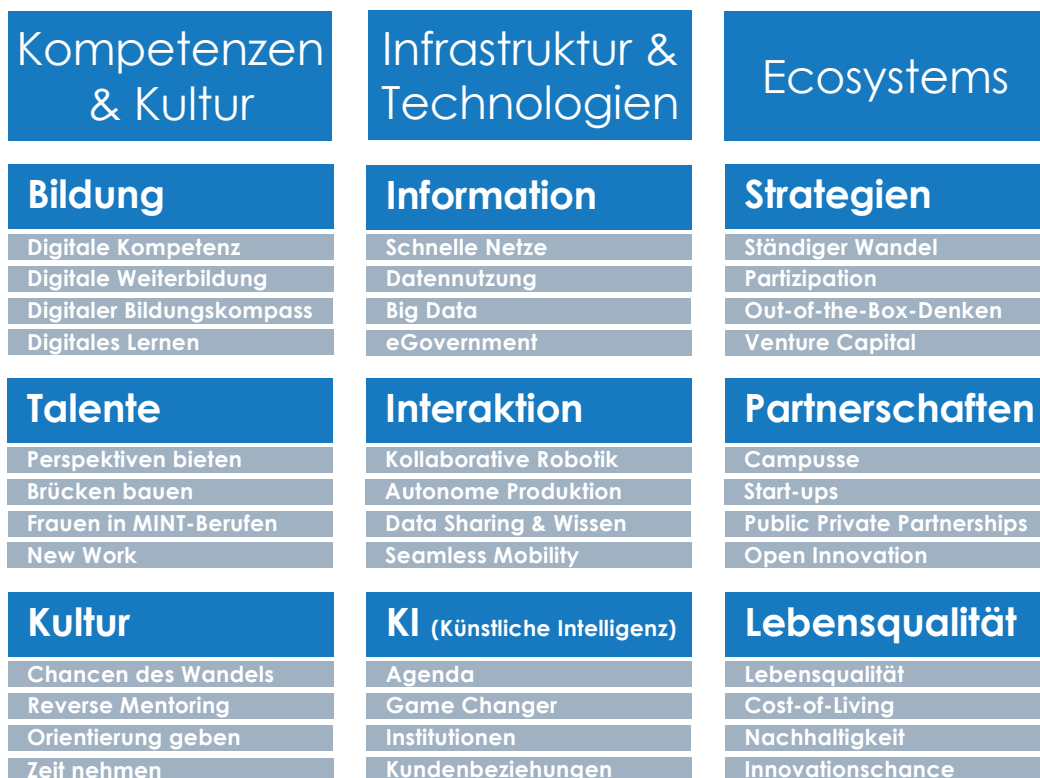 Kompetenzen
& Kultur
Bildung
Digitale Kompetenz
Digitale Weiterbildung
Digitaler Bildungskompass
Digitales Lernen
Talente
Perspektiven bieten
Brücken bauen
Frauen in MINT-Berufen
New Work
Kultur
Chancen des Wandels
Reverse Mentoring
Orientierung geben
Zeit nehmen
Infrastruktur &
Technologien
Information
Schnelle Netze
Datennutzung
Big Data
eGovernment
Interaktion
Kollaborative Robotik
Autonome Produktion
Data Sharing & Wissen
Seamless Mobility
KI (Künstliche Intelligenz)
Agenda
Game Changer
Institutionen
Kundenbeziehungen
Ecosystems
Strategien
Ständiger Wandel
Partizipation
Out-of-the-Box-Denken
Venture Capital
Partnerschaften
Campusse
Start-ups
Public Private Partnerships
Open Innovation
Lebensqualität
Lebensqualität
Cost-of-Living
Nachhaltigkeit
Innovationschance